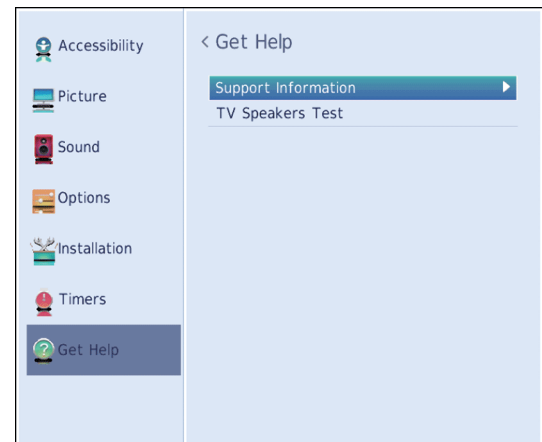 Accessibility
Picture
Sound
Options
Installation
Timers
Get Help
< Get Help
Support Information
TV Speakers Test